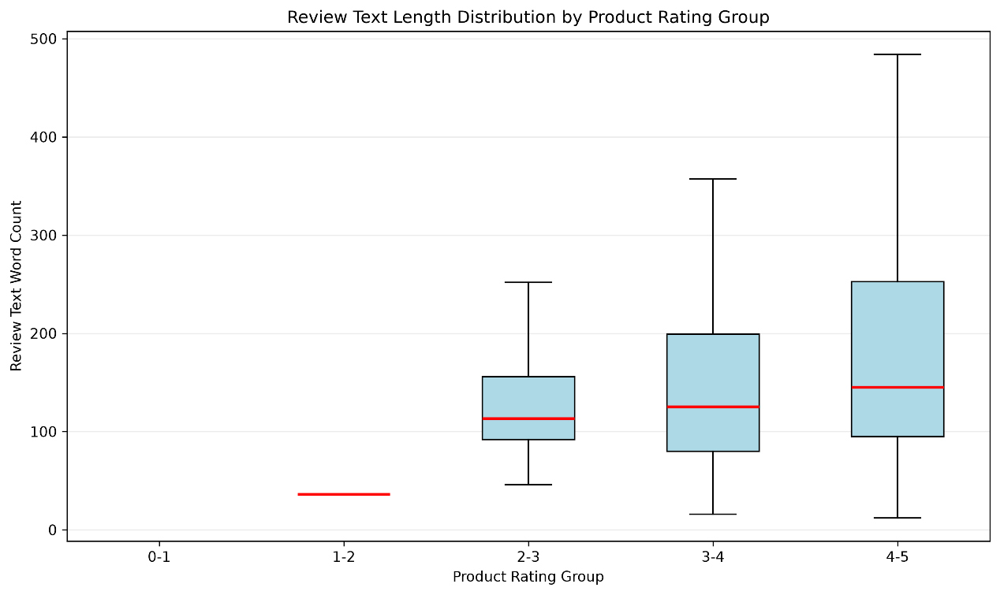 Review Text Length Distribution by Product Rating Group
Review Text Word Count
500
400
300
200
100
0
0-1 1-2 2-3 3-4 4-5
Product Rating Group